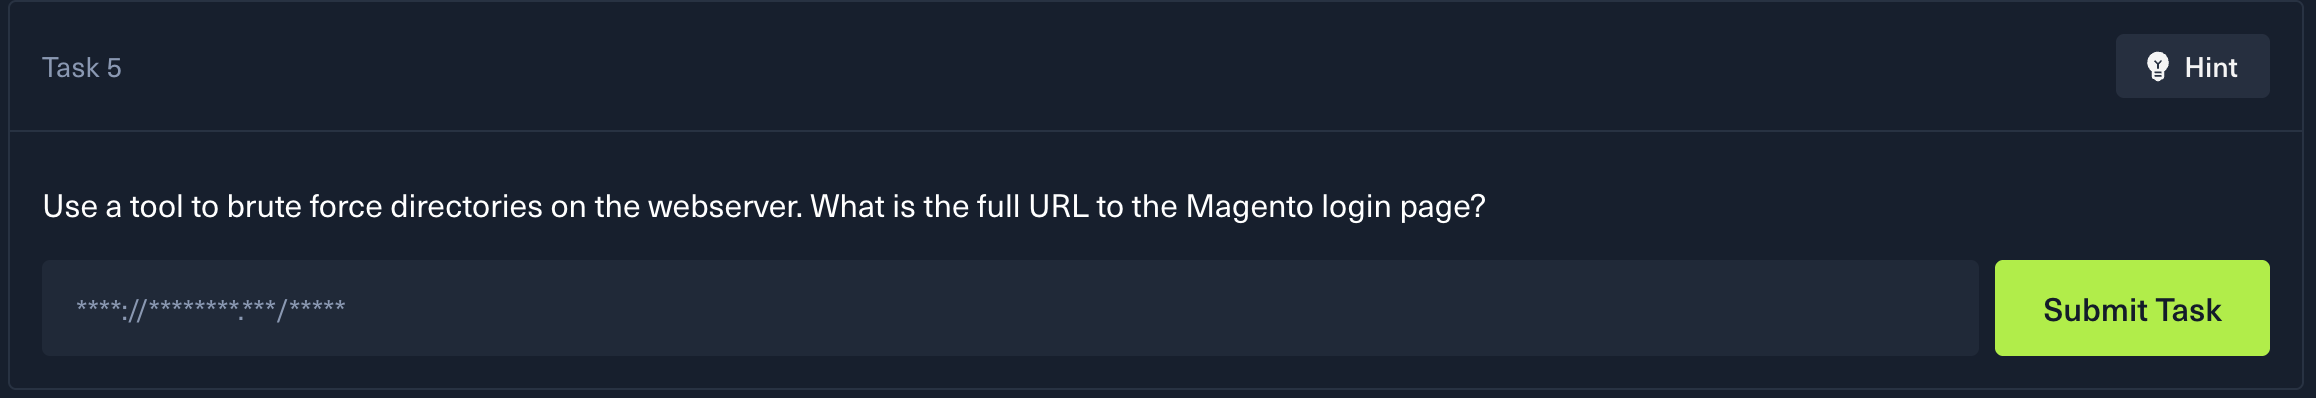 Task 5
Hint
Use a tool to brute force directories on the webserver. What is the full URL to the Magento login page?
****://********.***/*****
Submit Task